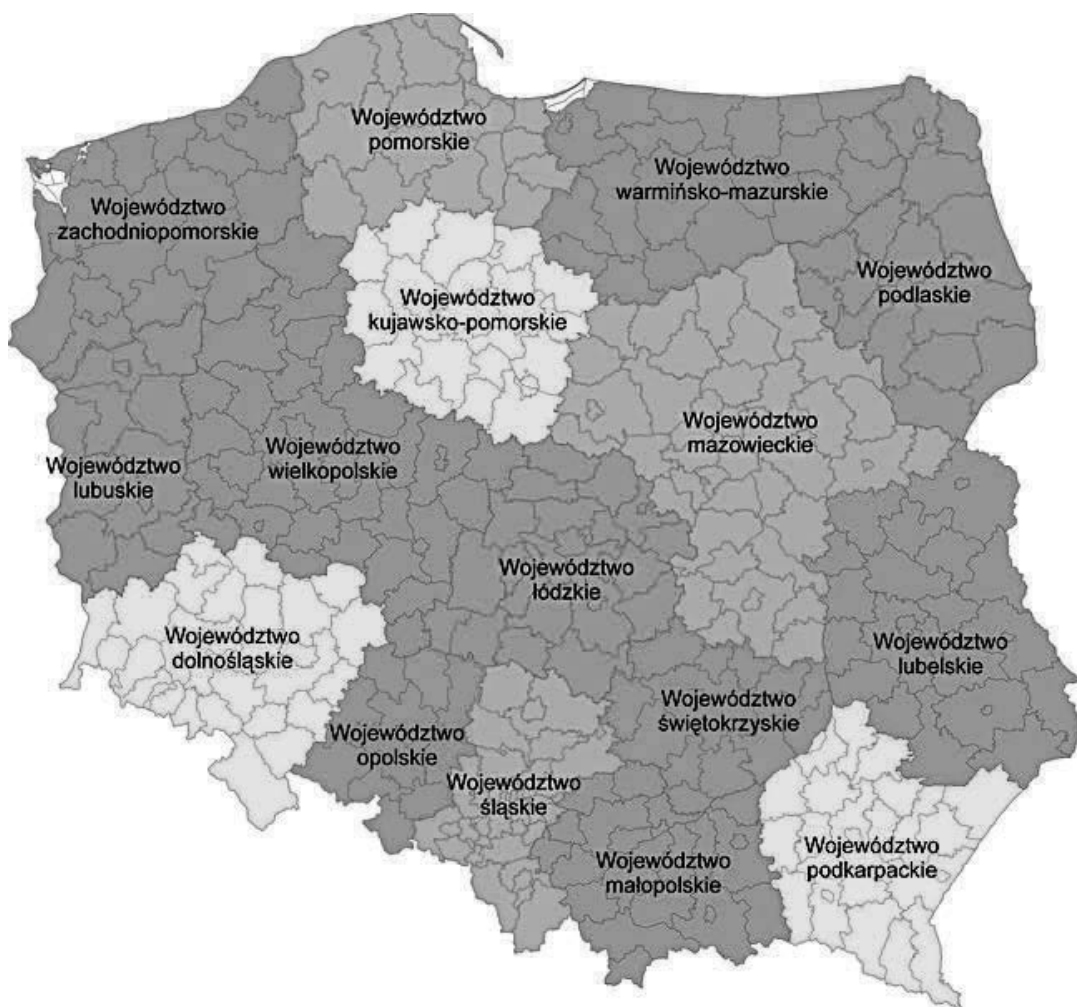 Województwo
pomorskie
Województwo
warmińsko-mazurskie
Województwo
zachodniopomorskie
Województwo
podlaskie
Województwo
kujawsko-pomorskie
Województwo
mazowieckie
Województwo
wielkopolskie
Województwo
lubuskie
Województwo
łódzkie
Województwo
dolnośląskie
Województwo
lubelskie
Województwo
świętokrzyskie
Województwo
opolskie
Województwo
śląskie
Województwo
podkarpackie
Województwo
małopolskie